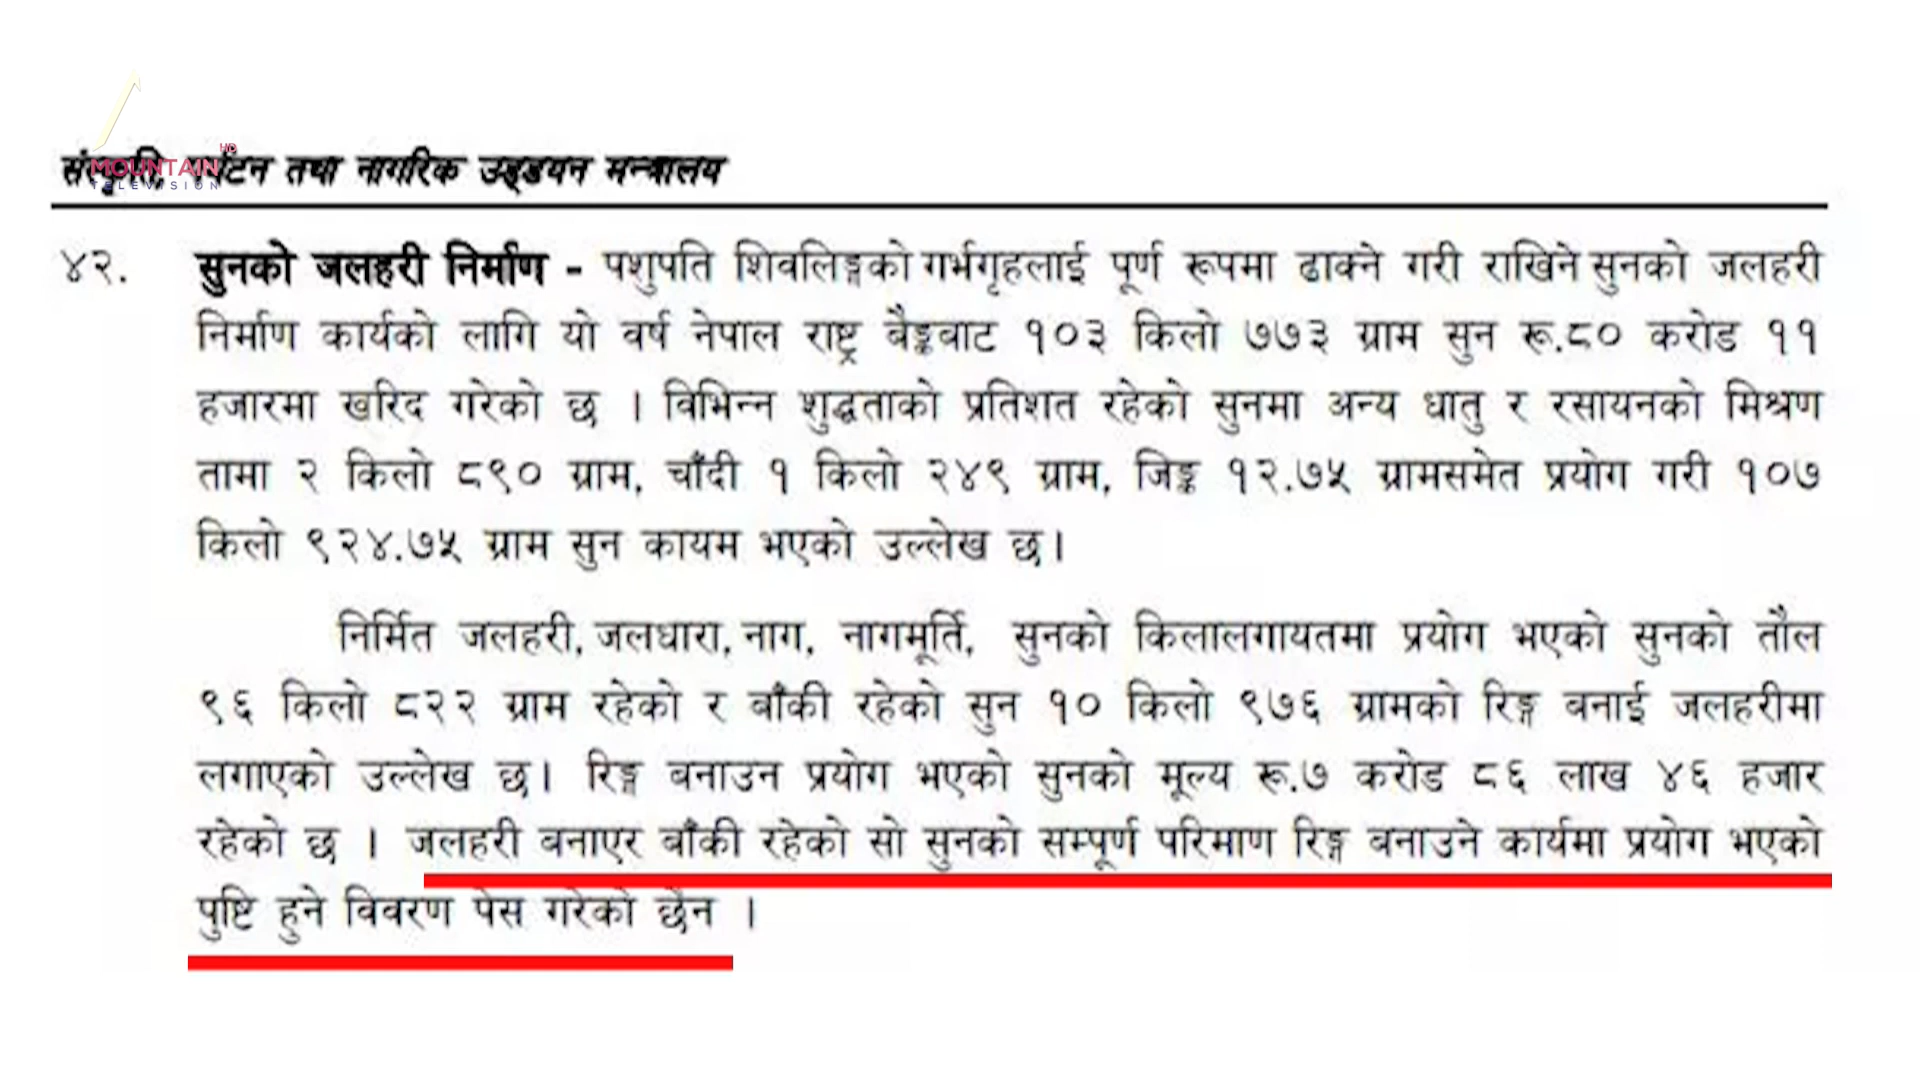 MOUNTAIN HD
TELEVISION
संस्कृति, पर्यटन तथा नागरिक उड्डयन मन्त्रालय
४२. सुनको जलहरी निर्माण - पशुपति शिवलिङ्गको गर्भगृहलाई पूर्ण रूपमा ढाक्ने गरी राखिने सुनको जलहरी
निर्माण कार्यको लागि यो वर्ष नेपाल राष्ट्र बैङ्कबाट १०३ किलो ७७३ ग्राम सुन रू.८० करोड ११
हजारमा खरिद गरेको छ । विभिन्न शुद्धताको प्रतिशत रहेको सुनमा अन्य धातु र रसायनको मिश्रण
तामा २ किलो ८९० ग्राम, चाँदी १ किलो २४९ ग्राम, जिङ्क १२.७५ ग्रामसमेत प्रयोग गरी १०७
किलो ९२४.७५ ग्राम सुन कायम भएको उल्लेख छ।
निर्मित जलहरी, जलधारा, नाग, नागमूर्ति, सुनको किलालगायतमा प्रयोग भएको सुनको तौल
९६ किलो ८२२ ग्राम रहेको र बाँकी रहेको सुन १० किलो ९७६ ग्रामको रिङ्ग बनाई जलहरीमा
लगाएको उल्लेख छ। रिङ्ग बनाउन प्रयोग भएको सुनको मूल्य रू.७ करोड ८६ लाख ४६ हजार
रहेको छ । जलहरी बनाएर बाँकी रहेको सो सुनको सम्पूर्ण परिमाण रिङ्ग बनाउने कार्यमा प्रयोग भएको
पुष्टि हुने विवरण पेस गरेको छैन ।